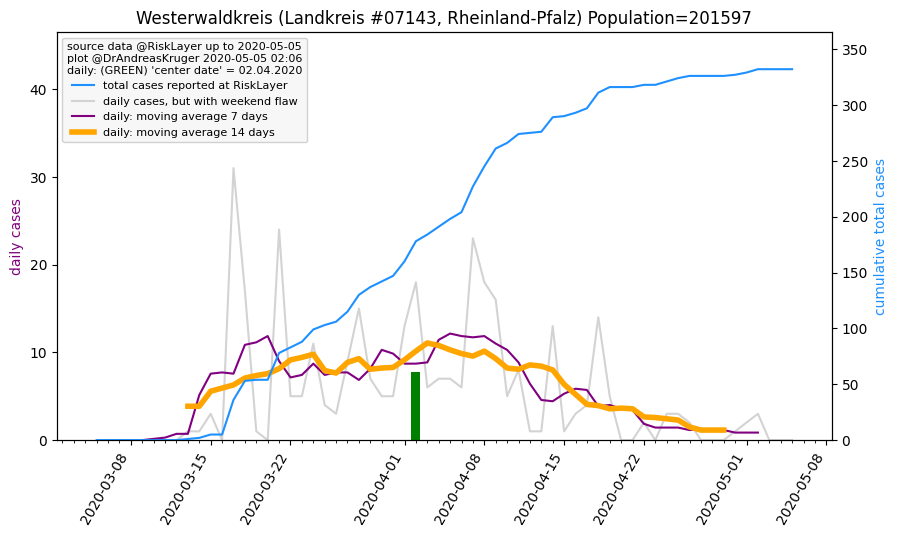 Westerwaldkreis (Landkreis #07143, Rheinland-Pfalz) Population=201597
source data @RiskLayer up to 2020-05-05
plot @DrAndreasKruger 2020-05-05 02:06
daily: (GREEN) 'center date' = 02.04.2020
total cases reported at RiskLayer
daily cases, but with weekend flaw
daily: moving average 7 days
daily: moving average 14 days
daily cases
40
30
20
10
0
cumulative total cases
350
300
250
200
150
100
50
0
2020-03-08
2020-03-15
2020-03-22
2020-04-01
2020-04-08
2020-04-15
2020-04-22
2020-05-01
2020-05-08